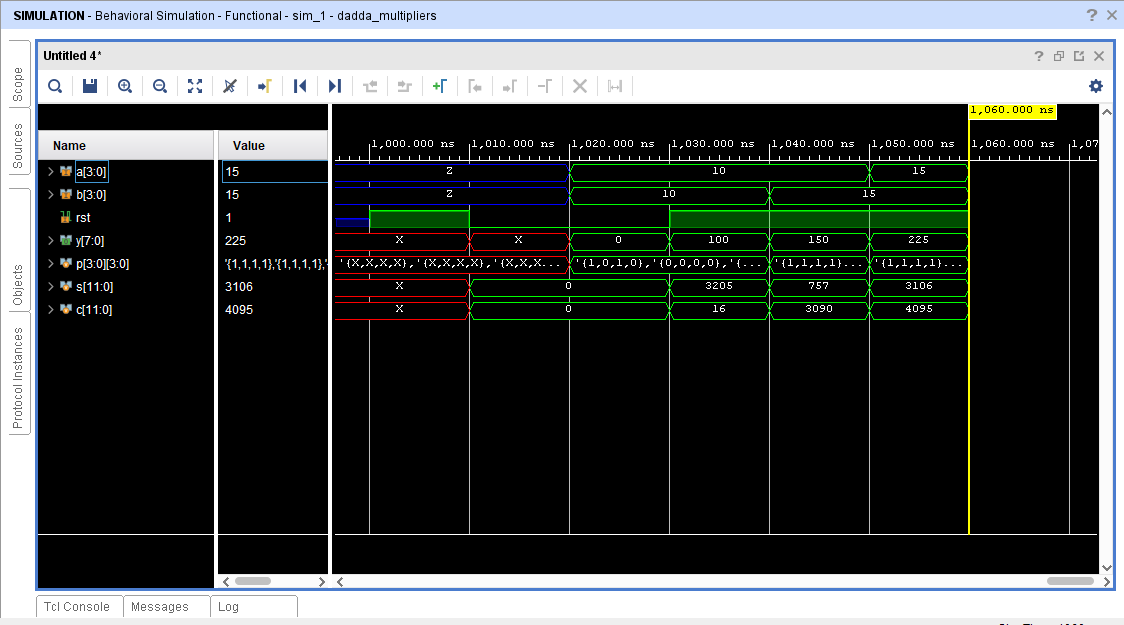 SIMULATION - Behavioral Simulation - Functional - sim_1 - dadda_multipliers
? ×
Untitled 4*
Scope
Sources
Objects
Protocol Instances
1,060.000 ns
Name Value
1,000.000 ns 1,010.000 ns 1,020.000 ns 1,030.000 ns 1,040.000 ns 1,050.000 ns 1,060.000 ns 1,07
a[3:0] 15 Z 10 15
b[3:0] 15 Z 10 15
rst 1
y[7:0] 225 X X 0 100 150 225
p[3:0][3:0] '{1,1,1,1},'{1,1,1,1},' '{X,X,X,X},'{X,X,X,X},'{X,X,X... '{1,0,1,0},'{0,0,0,0},'{... '{1,1,1,1}... '{1,1,1,1}...
s[11:0] 3106 X 0 3205 757 3106
c[11:0] 4095 X 0 16 3090 4095
Tcl Console Messages Log